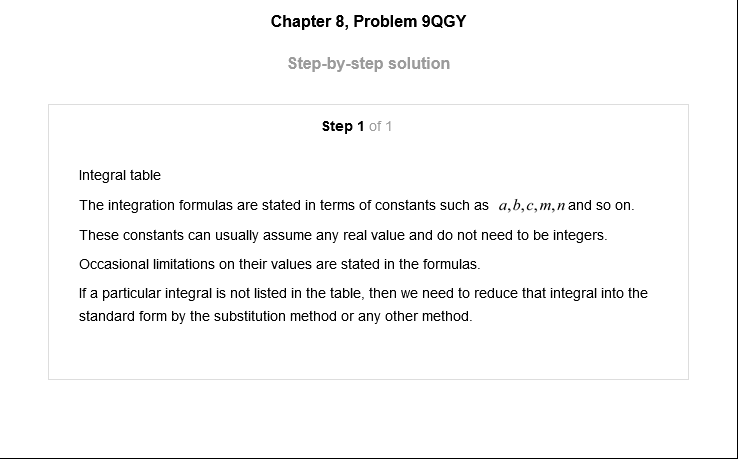 Chapter 8, Problem 9QGY
Step-by-step solution
Step 1 of 1
Integral table
The integration formulas are stated in terms of constants such as a,b,c,m,n and so on.
These constants can usually assume any real value and do not need to be integers.
Occasional limitations on their values are stated in the formulas.
If a particular integral is not listed in the table, then we need to reduce that integral into the
standard form by the substitution method or any other method.